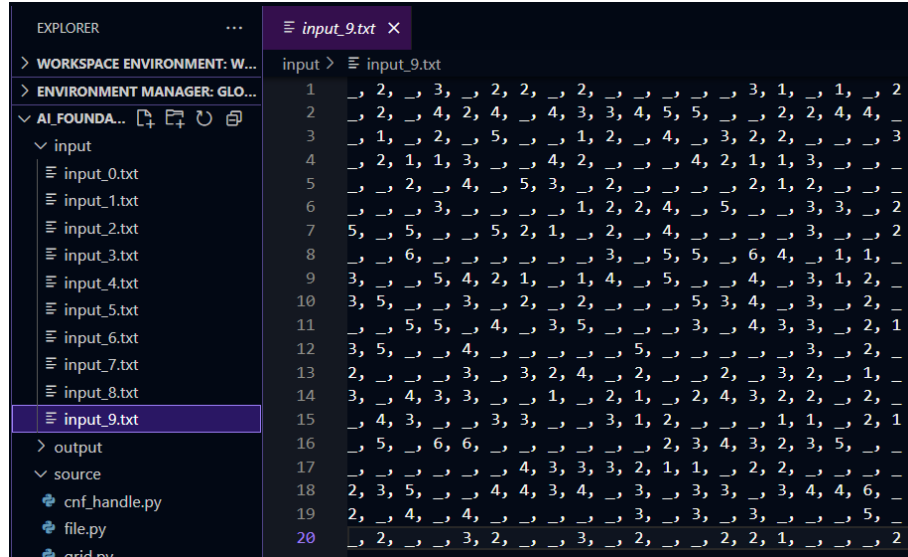 EXPLORER ...
WORKSPACE ENVIRONMENT: W...
ENVIRONMENT MANAGER: GLO...
AI_FOUNDA...
input
input_0.txt
input_1.txt
input_2.txt
input_3.txt
input_4.txt
input_5.txt
input_6.txt
input_7.txt
input_8.txt
input_9.txt
output
source
cnf_handle.py
file.py
grid.py
input_9.txt
input > input_9.txt
1 _, 2, _, 3, _, 2, 2, _, 2, _, _, _, _, _, 3, 1, _, 1, _, 2
2 _, 2, _, 4, 2, 4, _, 4, 3, 3, 4, 5, 5, _, _, 2, 2, 4, 4, _
3 _, 1, _, 2, _, 5, _, _, 1, 2, _, 4, _, 3, 2, 2, _, _, _, 3
4 _, 2, 1, 1, 3, _, _, 4, 2, _, _, _, 4, 2, 1, 1, 3, _, _, _
5 _, _, 2, _, 4, _, 5, 3, _, 2, _, _, _, _, 2, 1, 2, _, _, _
6 _, _, _, 3, _, _, _, _, 1, 2, 2, 4, _, 5, _, _, 3, 3, _, 2
7 5, _, 5, _, _, 5, 2, 1, _, 2, _, 4, _, _, _, _, 3, _, _, 2
8 _, _, 6, _, _, _, _, _, _, 3, _, 5, 5, _, 6, 4, _, 1, 1, _
9 3, _, _, 5, 4, 2, 1, _, 1, 4, _, 5, _, _, 4, _, 3, 1, 2, _
10 3, 5, _, _, 3, _, 2, _, 2, _, _, _, 5, 3, 4, _, 3, _, 2, _
11 _, _, 5, 5, _, 4, _, 3, 5, _, _, _, 3, _, 4, 3, 3, _, 2, 1
12 3, 5, _, _, 4, _, _, _, _, _, 5, _, _, _, _, _, 3, _, 2, _
13 2, _, _, _, 3, _, 3, 2, 4, _, 2, _, _, 2, _, 3, 2, _, 1, _
14 3, _, 4, 3, 3, _, _, 1, _, 2, 1, _, 2, 4, 3, 2, 2, _, 2, _
15 _, 4, 3, _, _, 3, 3, _, _, 3, 1, 2, _, _, _, 1, 1, _, 2, 1
16 _, 5, _, 6, 6, _, _, _, _, _, _, 2, 3, 4, 3, 2, 3, 5, _, _
17 _, _, _, _, _, _, 4, 3, 3, 3, 2, 1, 1, _, 2, 2, _, _, _, _
18 2, 3, 5, _, _, 4, 4, 3, 4, _, 3, _, 3, 3, _, 3, 4, 4, 6, _
19 2, _, 4, _, 4, _, _, _, _, _, 3, _, 3, _, 3, _, _, _, 5, _
20 _, 2, _, _, 3, 2, _, _, 3, _, 2, _, _, 2, 2, 1, _, _, _, 2